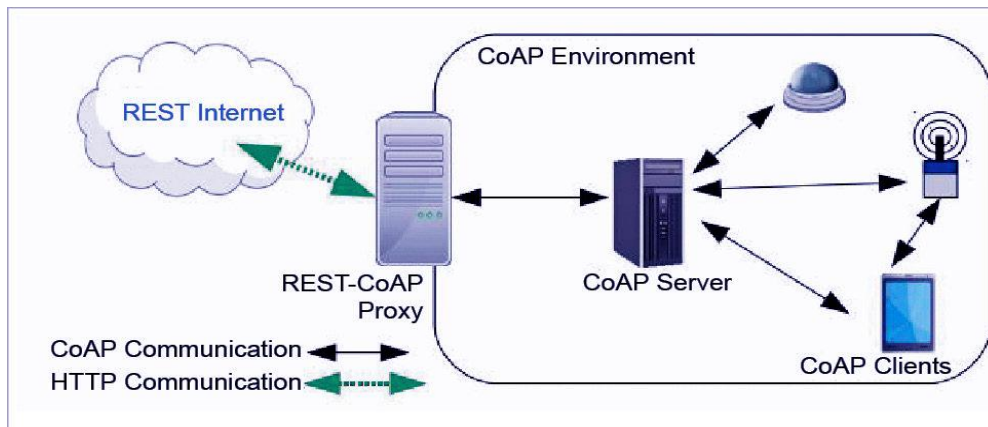 CoAP Environment
REST Internet
REST-CoAP
Proxy
CoAP Server
CoAP Clients
CoAP Communication
HTTP Communication